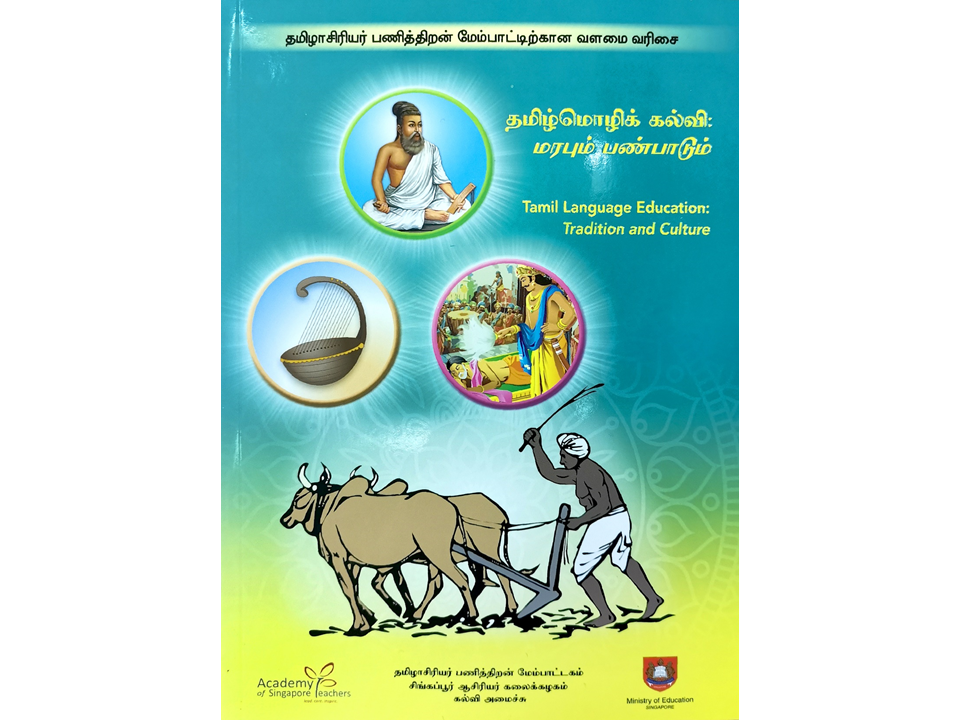 தமிழாசிரியர் பணித்திறன் மேம்பாட்டிற்கான வளமை வரிசை
தமிழ்மொழிக் கல்வி:
மரபும் பண்பாடும்
Tamil Language Education:
Tradition and Culture
Academy
of Singapore Teachers
தமிழாசிரியர் பணித்திறன் மேம்பாட்டகம்
சிங்கப்பூர் ஆசிரியர் கலைக்கழகம்
கல்வி அமைச்சு
Ministry of Education
SINGAPORE